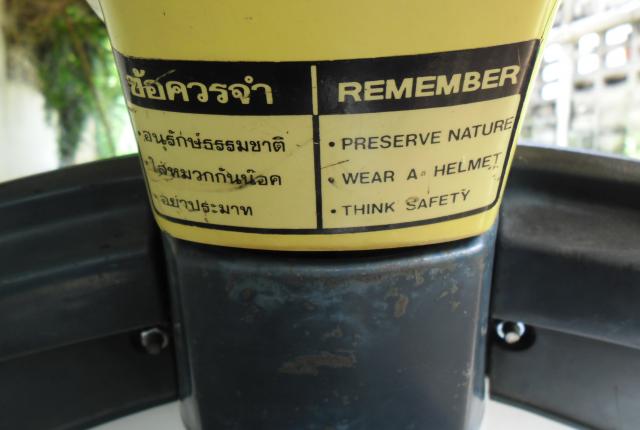 ข้อควรจำ
• อนุรักษ์ธรรมชาติ
• ใส่หมวกกันน๊อค
• อย่าประมาท
REMEMBER
• PRESERVE NATURE
• WEAR A HELMET
• THINK SAFETY